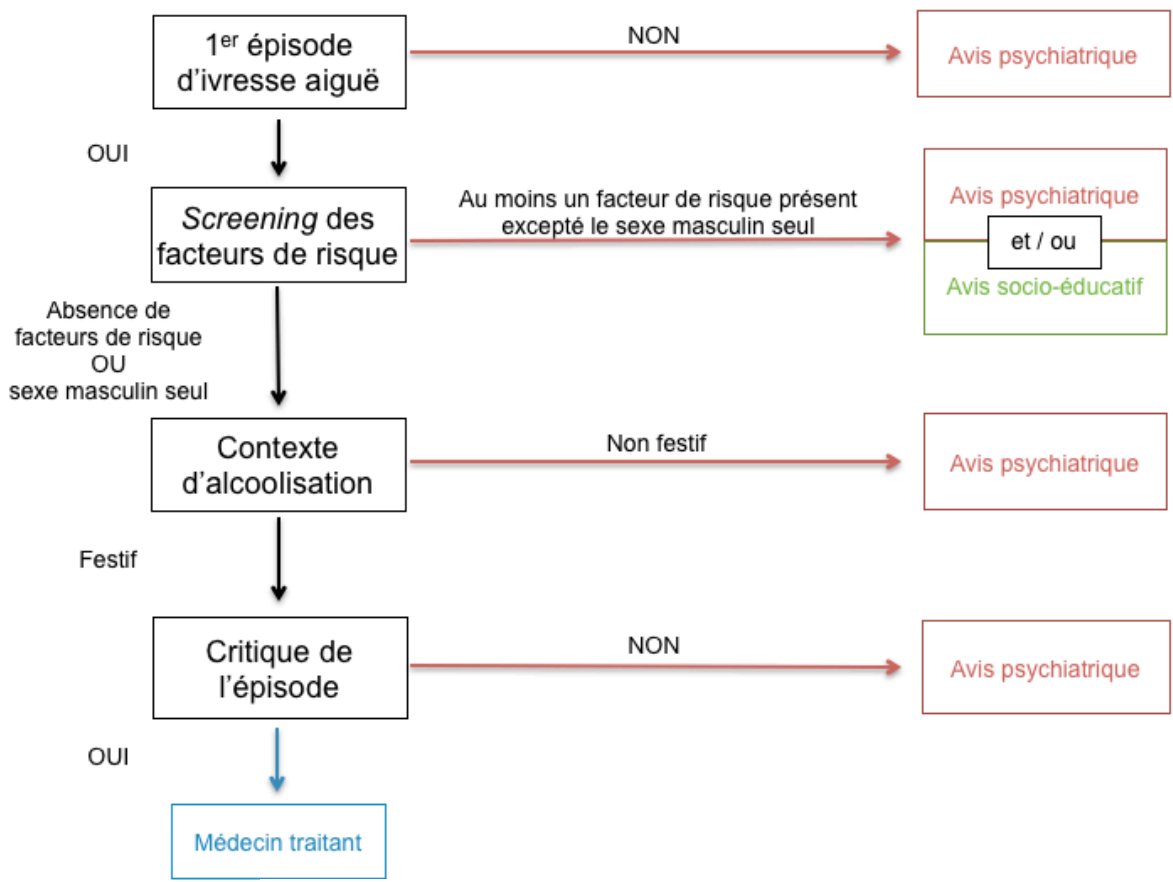 1er épisode
d'ivresse aiguë
NON
Avis psychiatrique
OUI
Screening des
facteurs de risque
Au moins un facteur de risque présent
excepté le sexe masculin seul
Avis psychiatrique
et / ou
Avis socio-éducatif
Absence de
facteurs de risque
OU
sexe masculin seul
Contexte
d'alcoolisation
Non festif
Avis psychiatrique
Festif
Critique de
l'épisode
NON
Avis psychiatrique
OUI
Médecin traitant